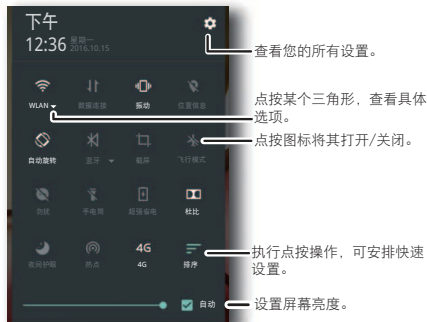 下午
12:36 星期一
2016.10.15
查看您的所有设置。
WLAN 数据连接 振动 位置信息
点按某个三角形，查看具体
选项。
自动旋转 蓝牙 截屏 飞行模式
点按图标将其打开/关闭。
勿扰 手电筒 超强省电 杜比
4G
夜间护眼 热点 4G 排序
执行点按操作，可安排快速
设置。
自动
设置屏幕亮度。